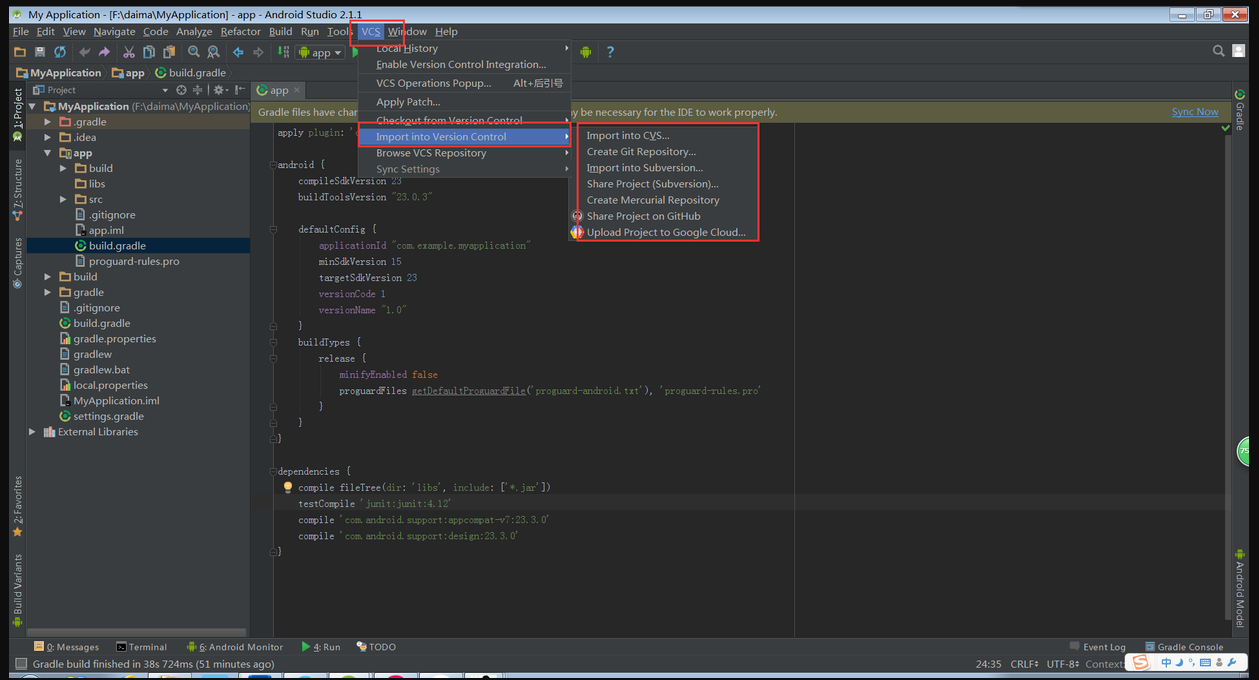 My Application - [F:\daima\MyApplication] - app - Android Studio 2.1.1
File Edit View Navigate Code Analyze Refactor Build Run Tools VCS Window Help
app
MyApplication app build.gradle
Local History
Enable Version Control Integration...
VCS Operations Popup... Alt+后引号
Apply Patch...
Checkout from Version Control
Import into Version Control
Browse VCS Repository
Sync Settings
Import into CVS...
Create Git Repository...
Import into Subversion...
Share Project (Subversion)...
Create Mercurial Repository
Share Project on GitHub
Upload Project to Google Cloud...
1: Project
7: Structure
Captures
2: Favorites
Build Variants
Project
MyApplication (F:\daima\MyApplication)
.gradle
.idea
app
build
libs
src
.gitignore
app.iml
build.gradle
proguard-rules.pro
build
gradle
.gitignore
build.gradle
gradle.properties
gradlew
gradlew.bat
local.properties
MyApplication.iml
settings.gradle
External Libraries
app
Gradle files have y be necessary for the IDE to work properly. Sync Now
apply plugin: '
android {
compileSdkVersion 23
buildToolsVersion "23.0.3"
defaultConfig {
applicationId "com.example.myapplication"
minSdkVersion 15
targetSdkVersion 23
versionCode 1
versionName "1.0"
}
buildTypes {
release {
minifyEnabled false
proguardFiles getDefaultProguardFile('proguard-android.txt'), 'proguard-rules.pro'
}
}
}
dependencies {
compile fileTree(dir: 'libs', include: ['*.jar'])
testCompile 'junit:junit:4.12'
compile 'com.android.support:appcompat-v7:23.3.0'
compile 'com.android.support:design:23.3.0'
}
Gradle
Android Model
75
0: Messages Terminal 6: Android Monitor 4: Run TODO Event Log Gradle Console
Gradle build finished in 38s 724ms (51 minutes ago) 24:35 CRLF UTF-8 Context:
中